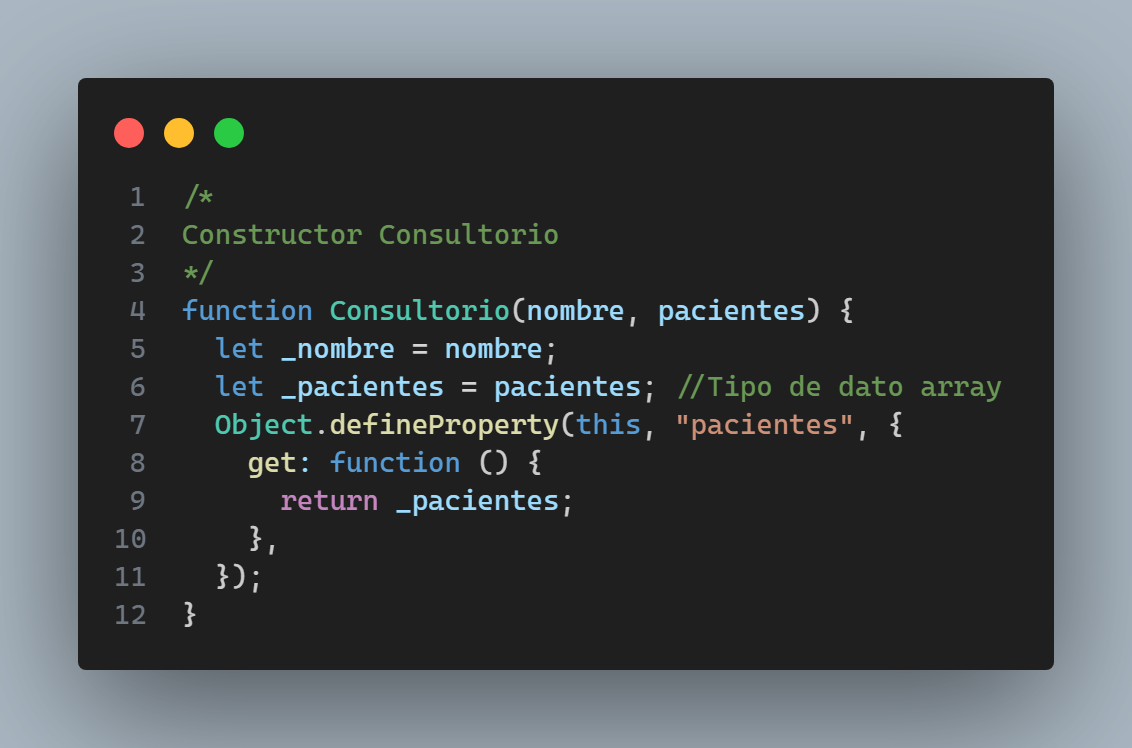 1 /*
2 Constructor Consultorio
3 */
4 function Consultorio(nombre, pacientes) {
5   let _nombre = nombre;
6   let _pacientes = pacientes; //Tipo de dato array
7   Object.defineProperty(this, "pacientes", {
8     get: function () {
9       return _pacientes;
10     },
11   });
12 }